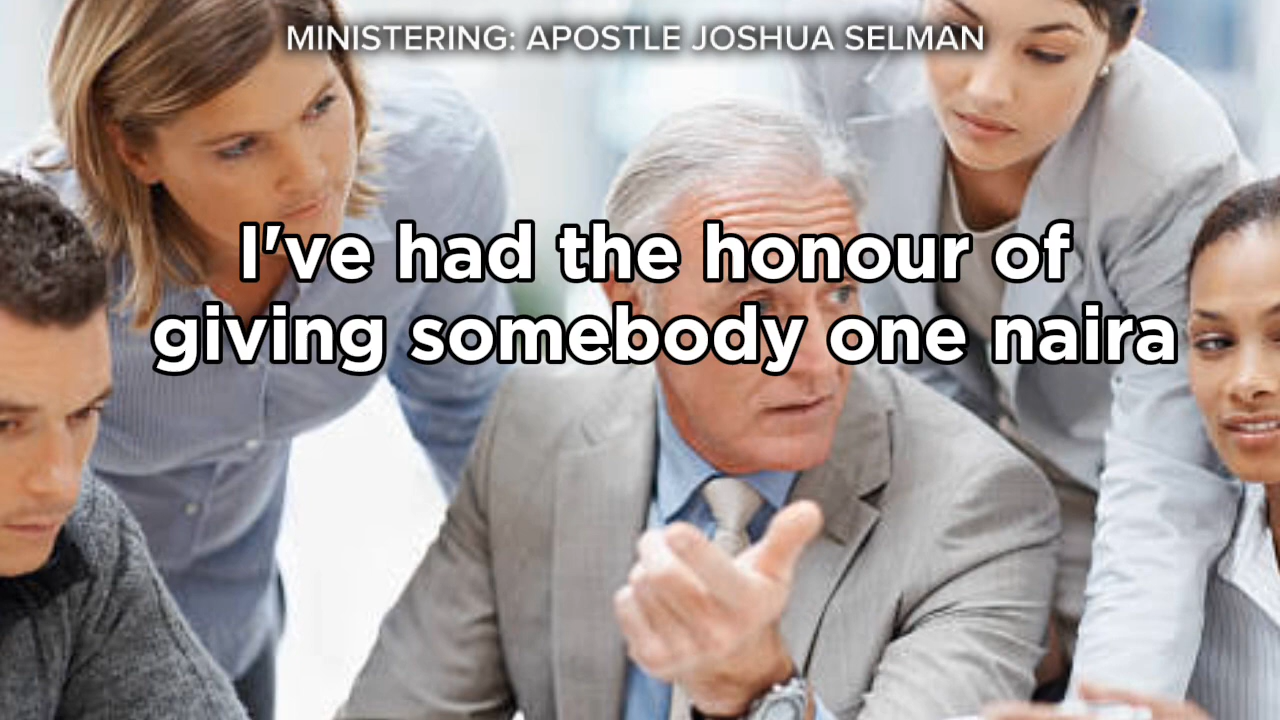 MINISTERING: APOSTLE JOSHUA SELMAN
I've had the honour of
giving somebody one naira